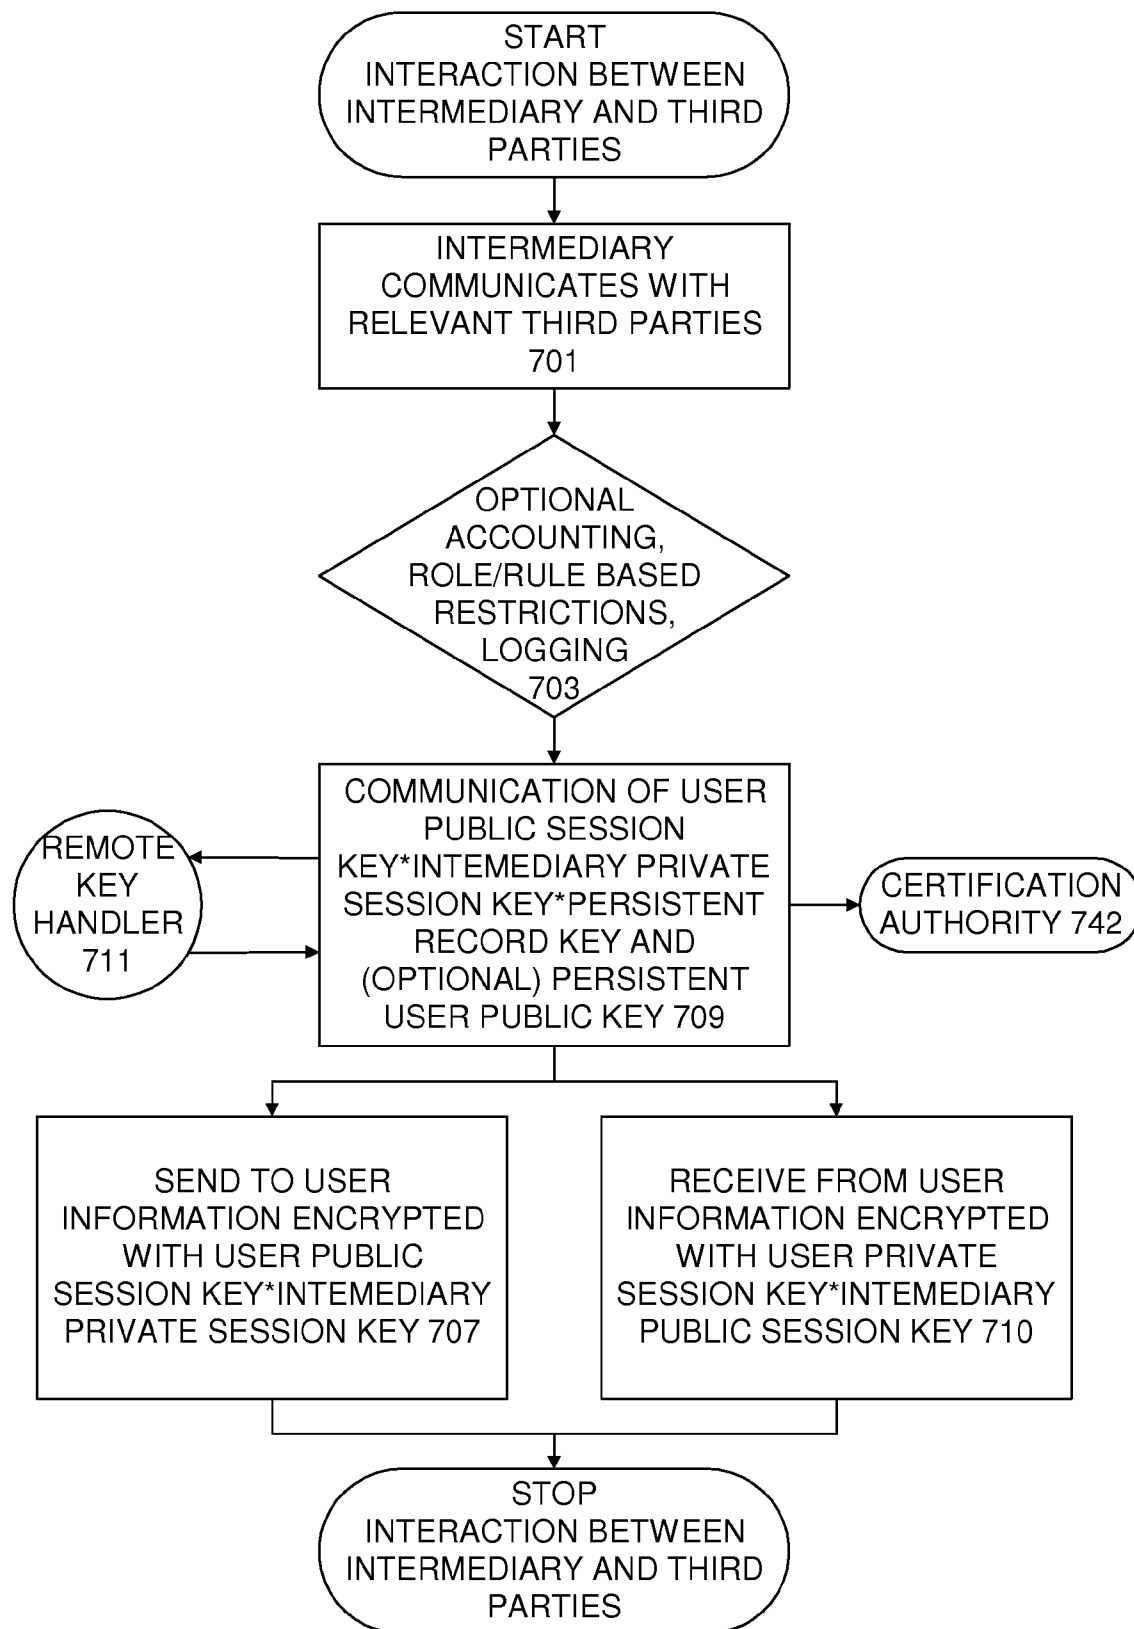 START
INTERACTION BETWEEN
INTERMEDIARY AND THIRD
PARTIES
INTERMEDIARY
COMMUNICATES WITH
RELEVANT THIRD PARTIES
701
OPTIONAL
ACCOUNTING,
ROLE/RULE BASED
RESTRICTIONS,
LOGGING
703
COMMUNICATION OF USER
PUBLIC SESSION
KEY*INTEMEDIARY PRIVATE
SESSION KEY*PERSISTENT
RECORD KEY AND
(OPTIONAL) PERSISTENT
USER PUBLIC KEY 709
REMOTE
KEY
HANDLER
711
CERTIFICATION
AUTHORITY 742
SEND TO USER
INFORMATION ENCRYPTED
WITH USER PUBLIC
SESSION KEY*INTEMEDIARY
PRIVATE SESSION KEY 707
RECEIVE FROM USER
INFORMATION ENCRYPTED
WITH USER PRIVATE
SESSION KEY*INTEMEDIARY
PUBLIC SESSION KEY 710
STOP
INTERACTION BETWEEN
INTERMEDIARY AND THIRD
PARTIES